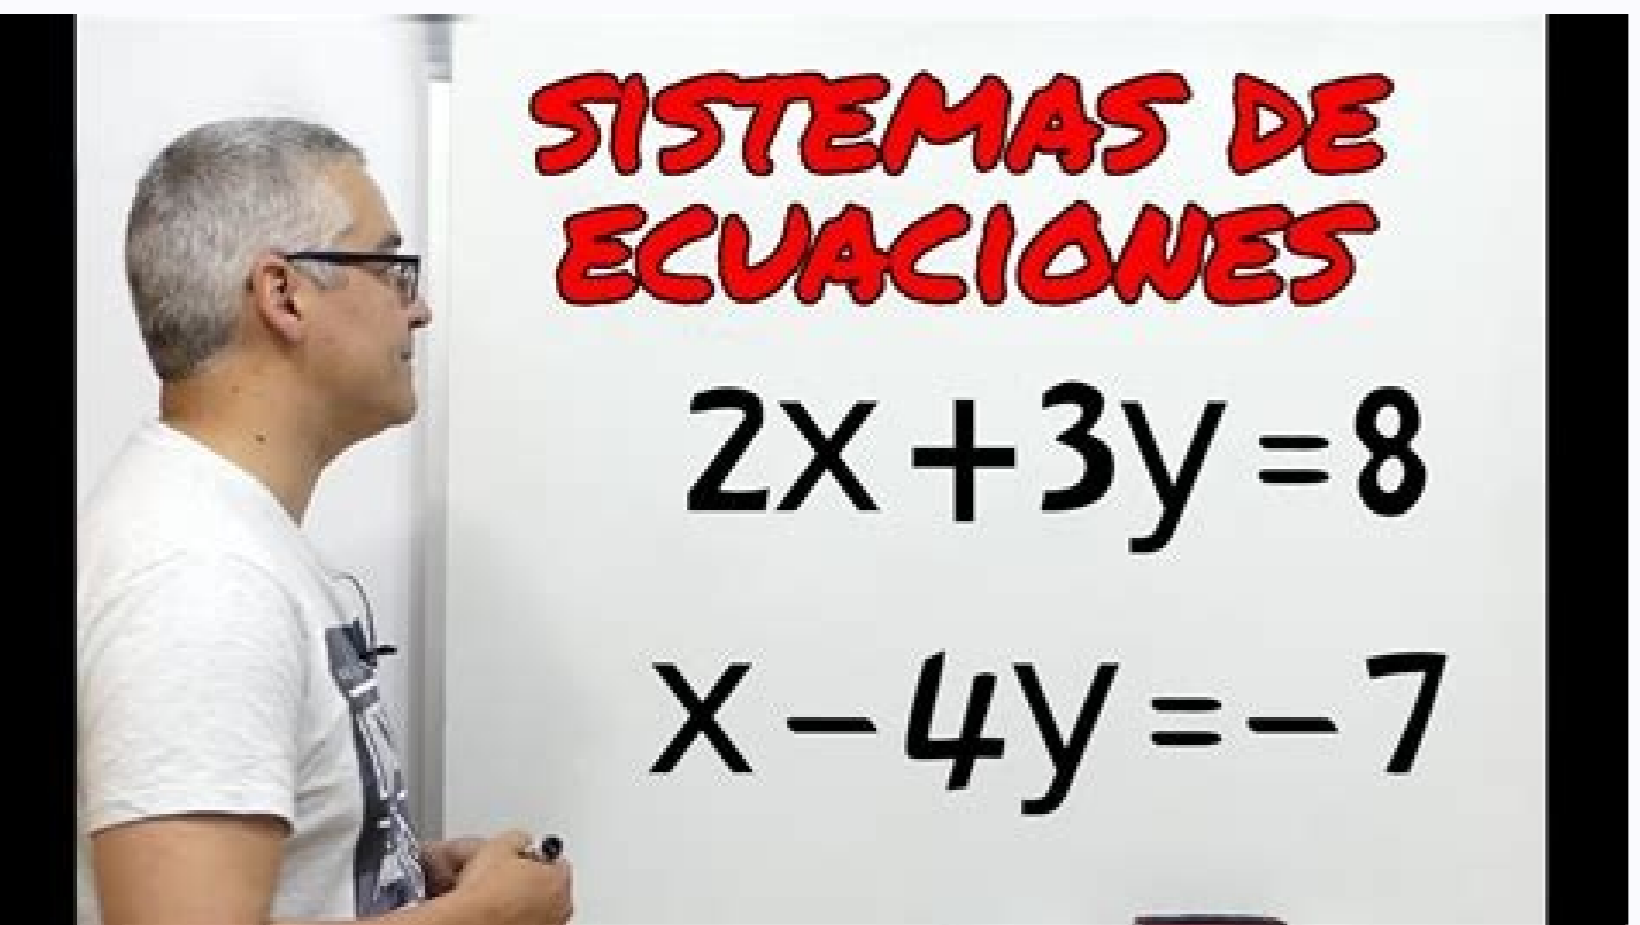 SISTEMAS DE
ECUACIONES
2x+3y=8
x-4y=-7